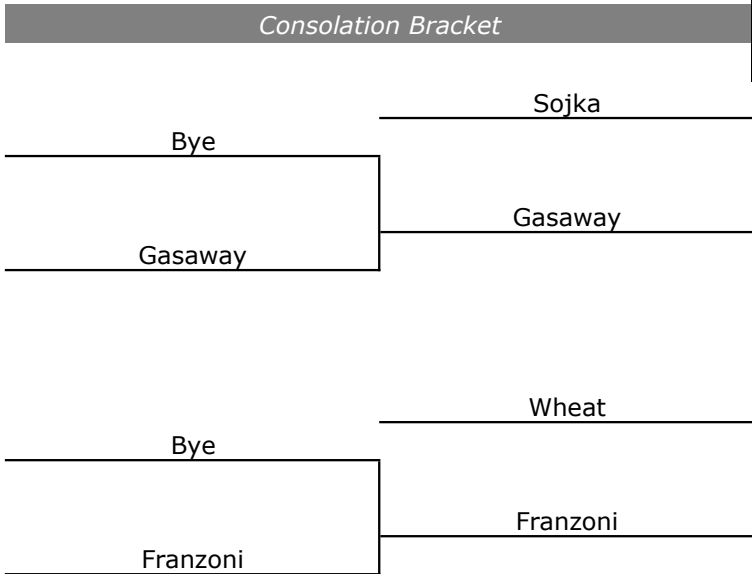 Consolation Bracket
Sojka
Bye
Gasaway
Gasaway
Wheat
Bye
Franzoni
Franzoni